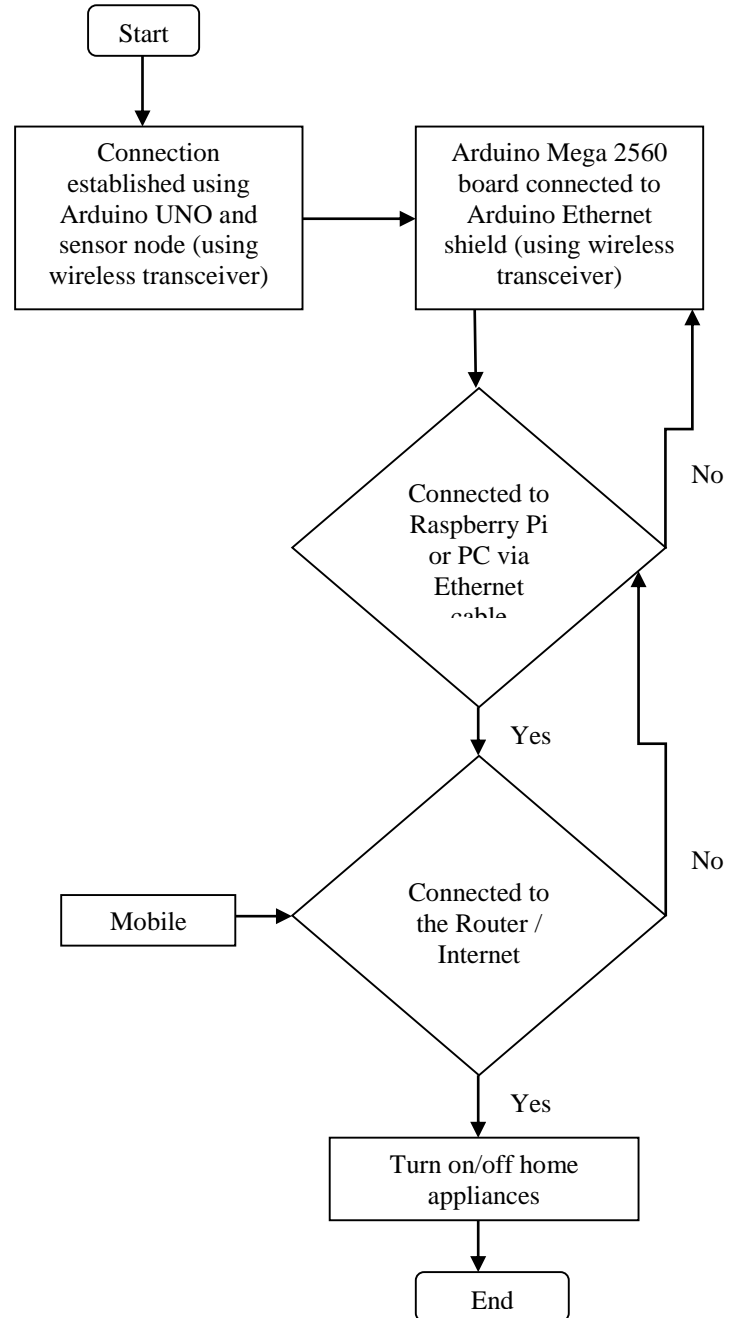 Start
Connection
established using
Arduino UNO and
sensor node (using
wireless transceiver)
Arduino Mega 2560
board connected to
Arduino Ethernet
shield (using wireless
transceiver)
No
Connected to
Raspberry Pi
or PC via
Ethernet
cable
Yes
No
Mobile
Connected to
the Router /
Internet
Yes
Turn on/off home
appliances
End